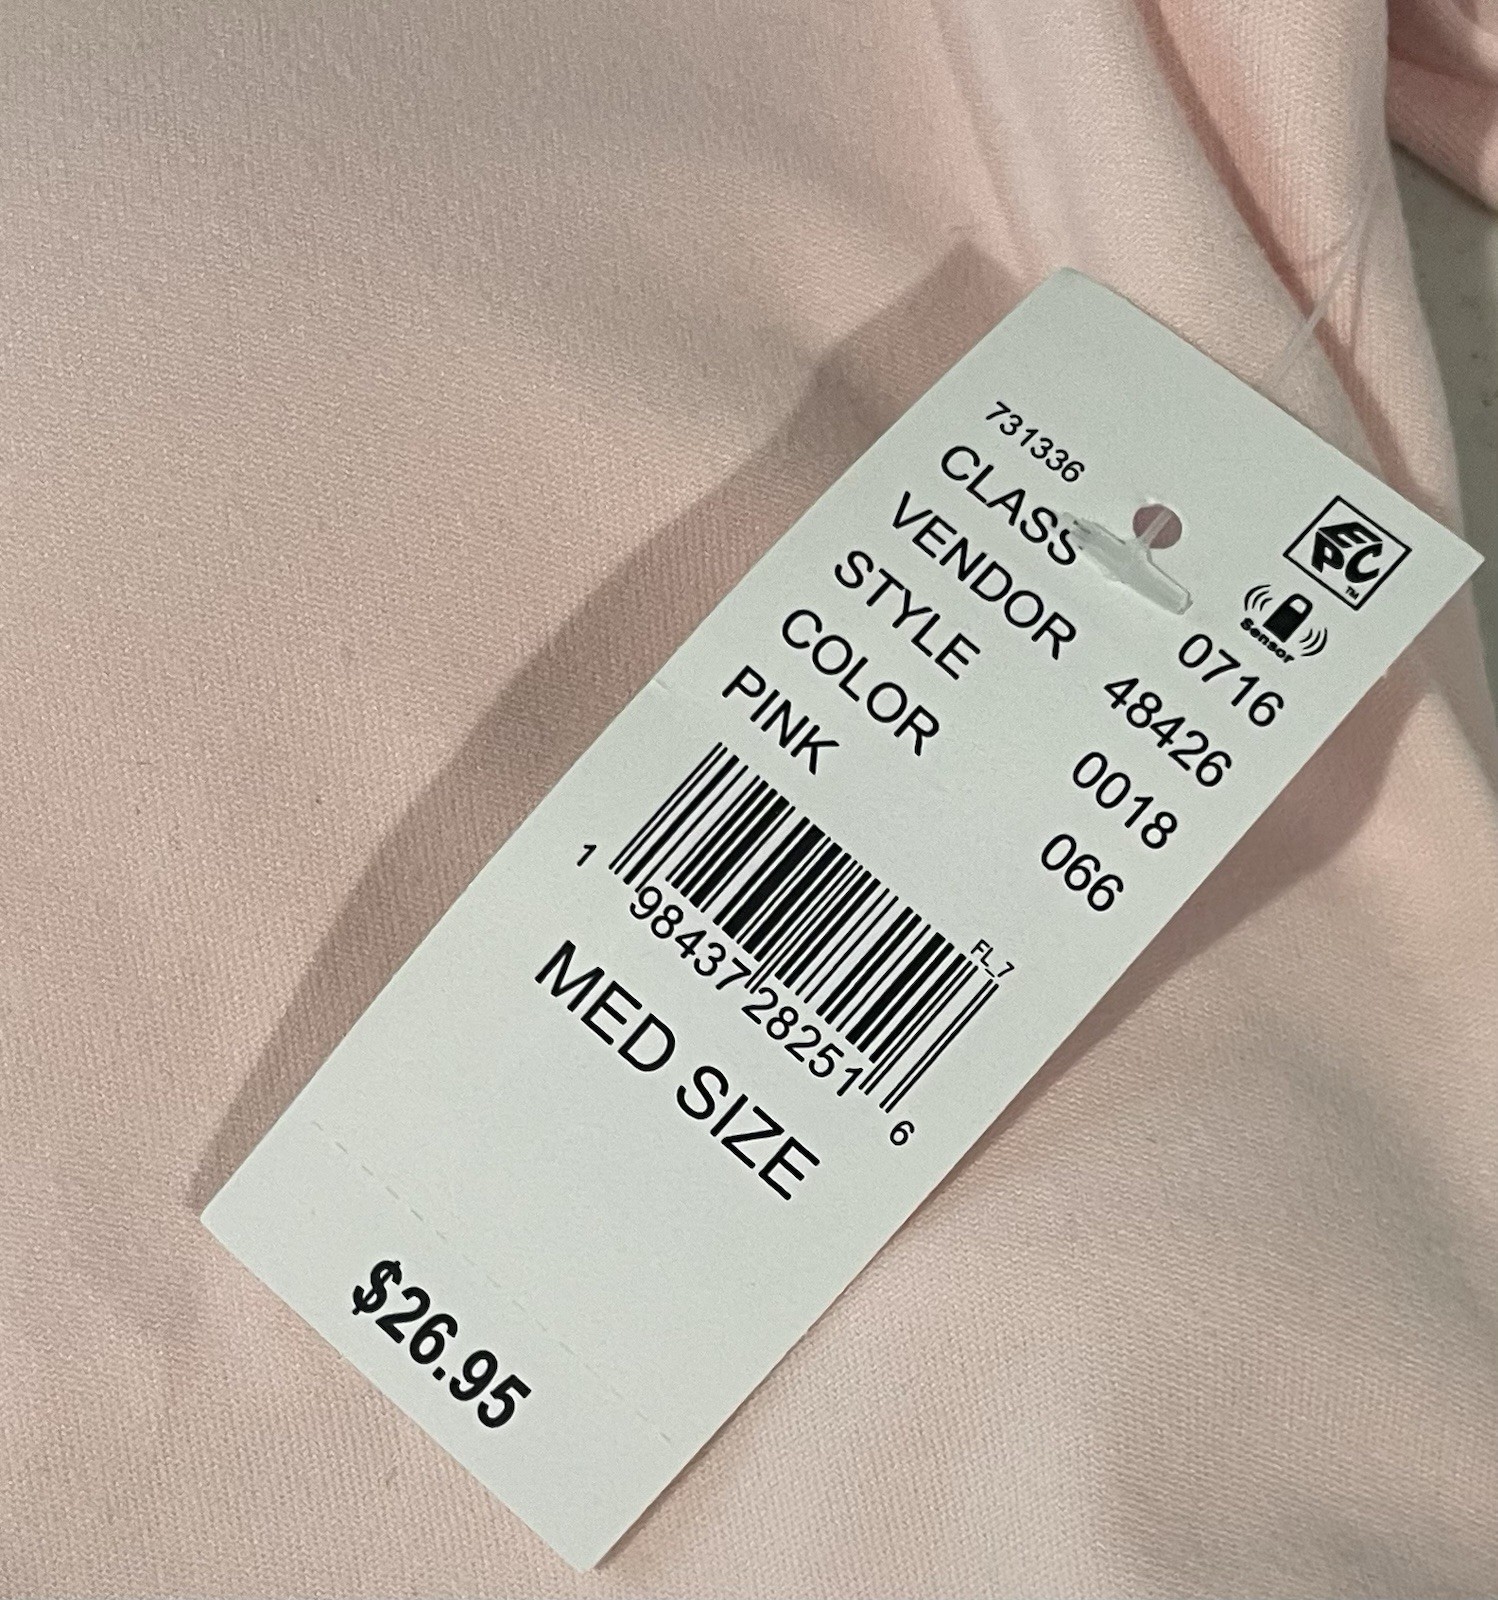 731336
CLASS 0716
VENDOR 48426
STYLE 0018
COLOR 066
PINK
EPC™
Sensor
FL_7
1 98437 28251 6
MED SIZE
$26.95